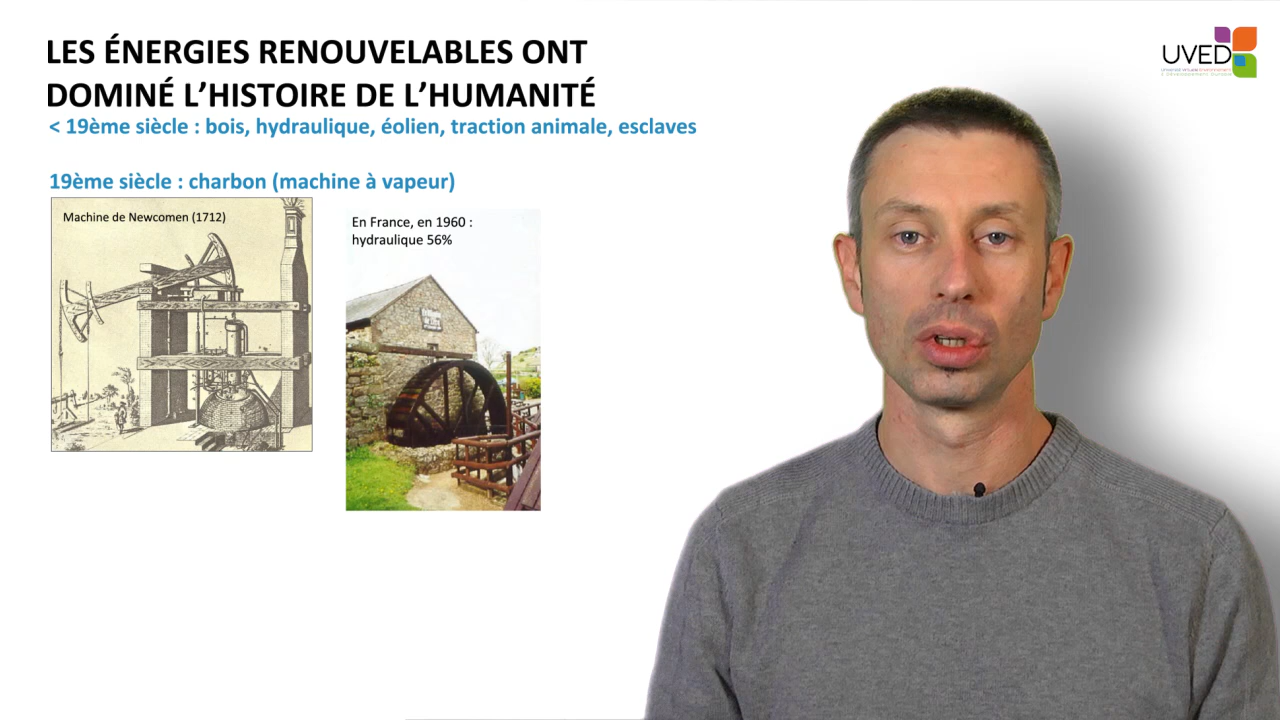 LES ÉNERGIES RENOUVELABLES ONT
DOMINÉ L’HISTOIRE DE L’HUMANITÉ
< 19ème siècle : bois, hydraulique, éolien, traction animale, esclaves
19ème siècle : charbon (machine à vapeur)
Machine de Newcomen (1712)
En France, en 1960 :
hydraulique 56%
UVED